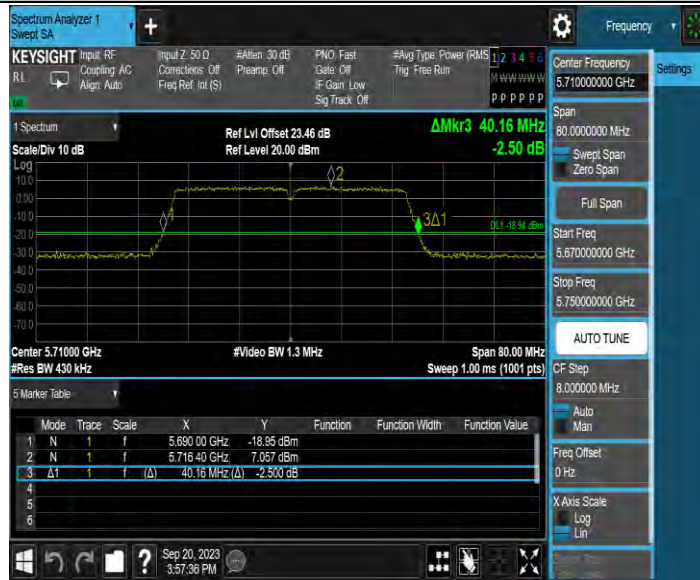 Spectrum Analyzer 1
Swept SA
Frequency
KEYSIGHT
RL
Input: RF
Coupling: AC
Align: Auto
Input Z: 50 Ω
Corrections: Off
Freq Ref: Int (S)
#Atten: 30 dB
Preamp: Off
PNO: Fast
Gate: Off
IF Gain: Low
Sig Track: Off
#Avg Type: Power (RMS
Trig: Free Run
1 2 3 4 5 6
M W W W W W
P P P P P P
Center Frequency
5.710000000 GHz
Settings
Span
80.0000000 MHz
Swept Span
Zero Span
Full Span
Start Freq
5.670000000 GHz
Stop Freq
5.750000000 GHz
AUTO TUNE
CF Step
8.000000 MHz
Auto
Man
Freq Offset
0 Hz
X Axis Scale
Log
Lin
1 Spectrum
Scale/Div 10 dB
Ref Lvl Offset 23.46 dB
Ref Level 20.00 dBm
ΔMkr3 40.16 MHz
-2.50 dB
Log
10.0
0.00
-10.0
-20.0
-30.0
-40.0
-50.0
-60.0
-70.0
2
3Δ1
DL1 -18.94 dBm
Center 5.71000 GHz
#Video BW 1.3 MHz
Span 80.00 MHz
#Res BW 430 kHz
Sweep 1.00 ms (1001 pts)
5 Marker Table
Mode Trace Scale X Y Function Function Width Function Value
1 N 1 f 5.690 00 GHz -18.95 dBm
2 N 1 f 5.716 40 GHz 7.057 dBm
3 Δ1 1 f (Δ) 40.16 MHz (Δ) -2.500 dB
4
5
6
Sep 20, 2023
3:57:36 PM